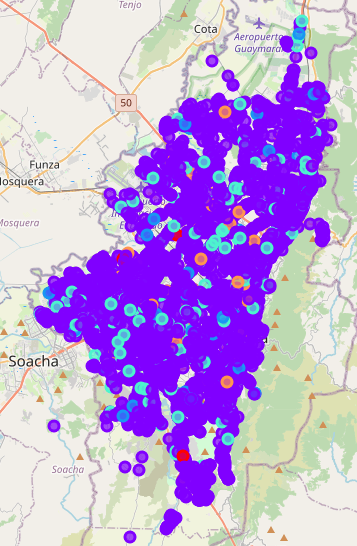 Tenjo
Cota
Aeropuerto
Guaymaral
50
Funza
Mosquera
Mosquera
Soacha
Soacha